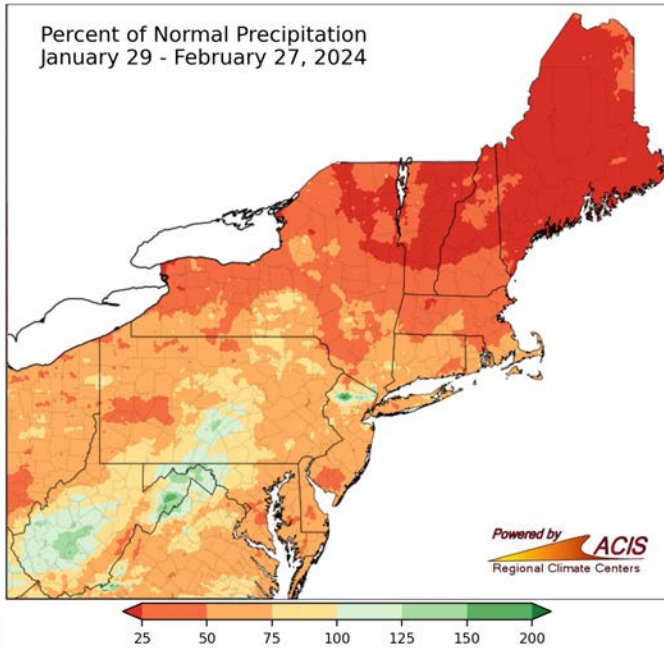 Percent of Normal Precipitation
January 29 - February 27, 2024
Powered by
ACIS
Regional Climate Centers
25 50 75 100 125 150 200